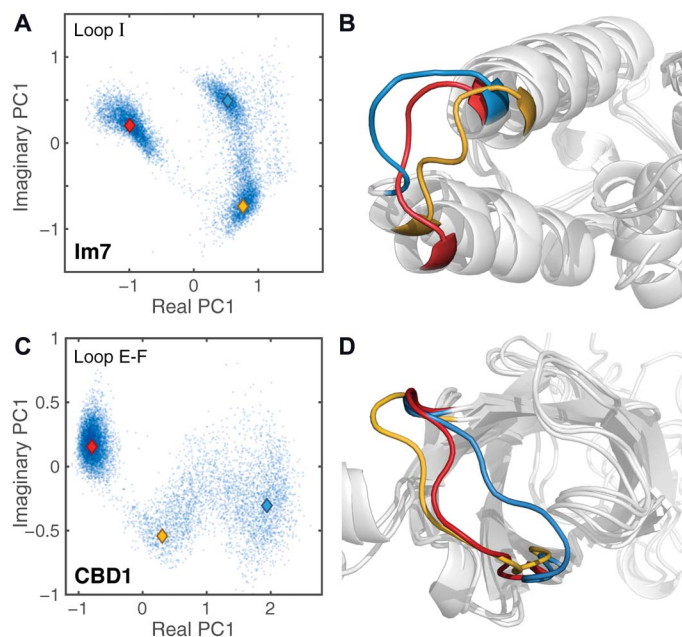 A
Loop I
Imaginary PC1
1
0
−1
Im7
−1
0
1
Real PC1
B
C
Loop E-F
Imaginary PC1
1
0.5
0
−0.5
−1
CBD1
−1
0
1
2
Real PC1
D